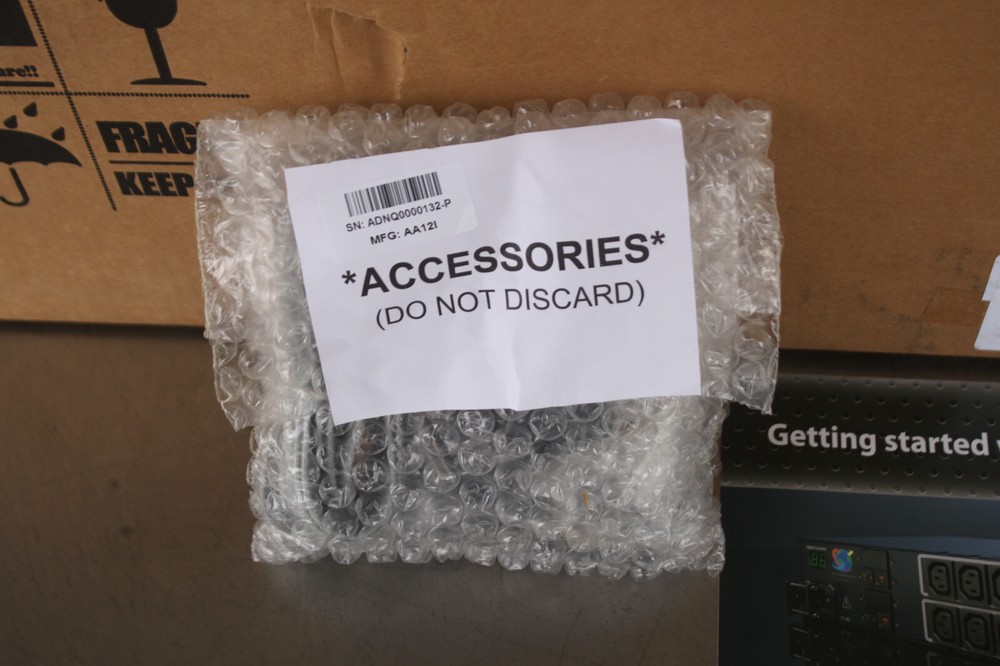 are!!
FRAG
KEEP
SN: ADNQ0000132-P
MFG: AA12I
*ACCESSORIES*
(DO NOT DISCARD)
Getting started